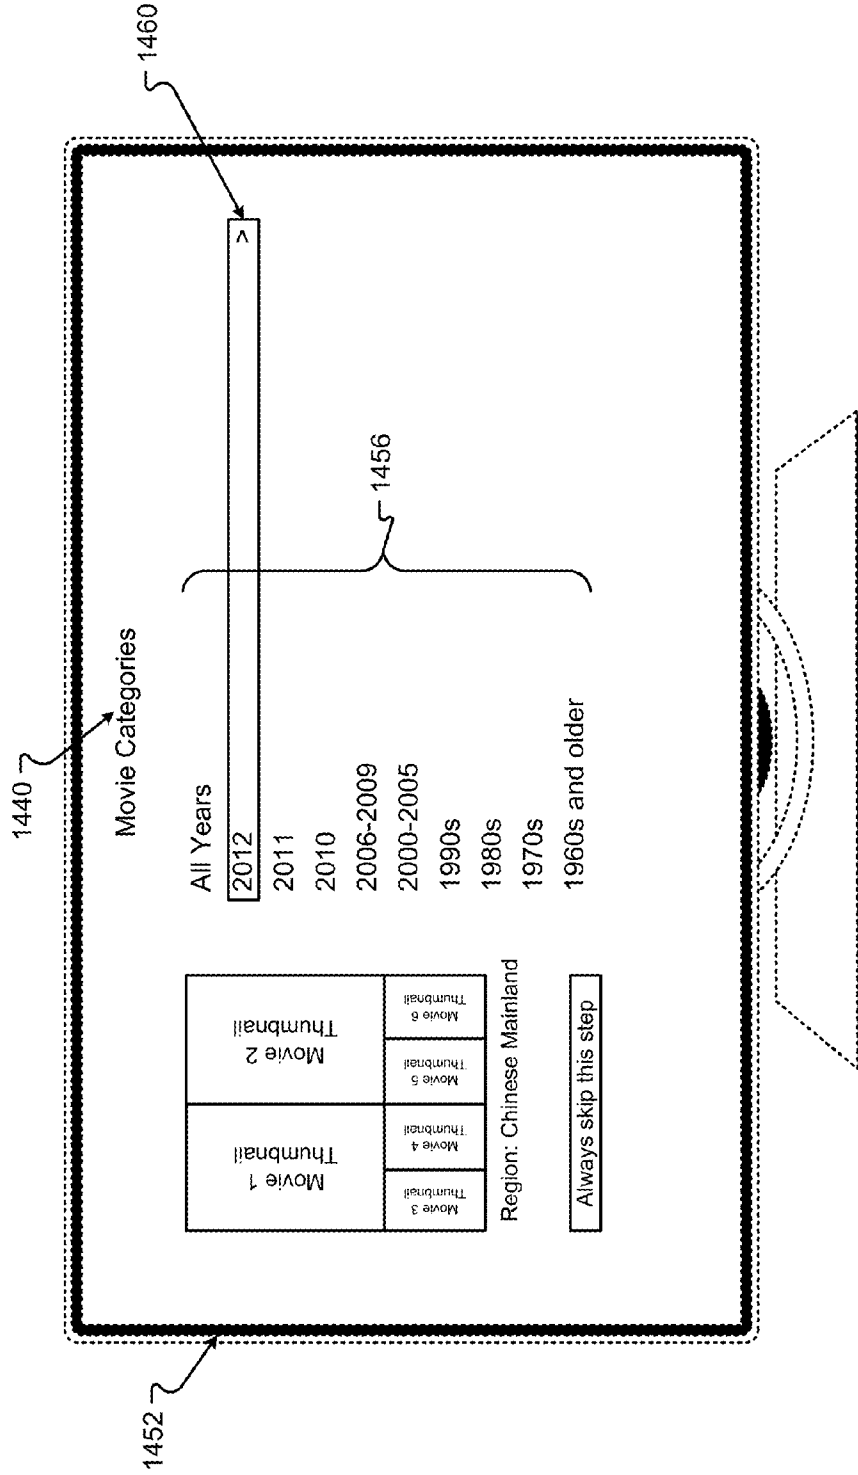 1440
1460
Movie Categories
All Years
2012
>
2011
2010
2006-2009
2000-2005
1990s
1980s
1970s
1960s and older
1456
Movie 1
Thumbnail
Movie 2
Thumbnail
Movie 3
Thumbnail
Movie 4
Thumbnail
Movie 5
Thumbnail
Movie 6
Thumbnail
Region: Chinese Mainland
Always skip this step
1452